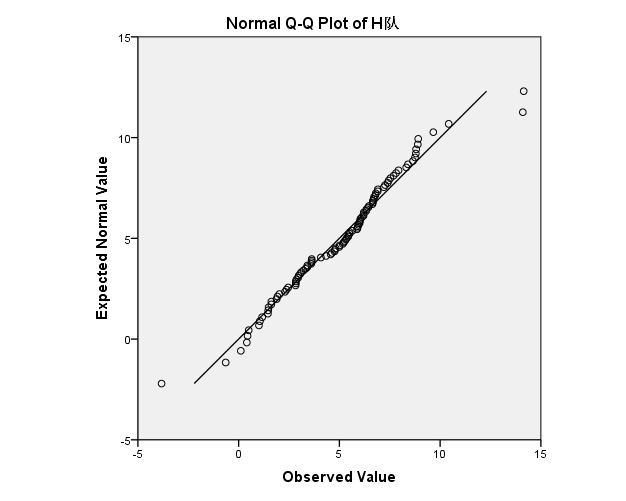 Normal Q-Q Plot of H队
Expected Normal Value
15
10
5
0
-5
-5 0 5 10 15
Observed Value